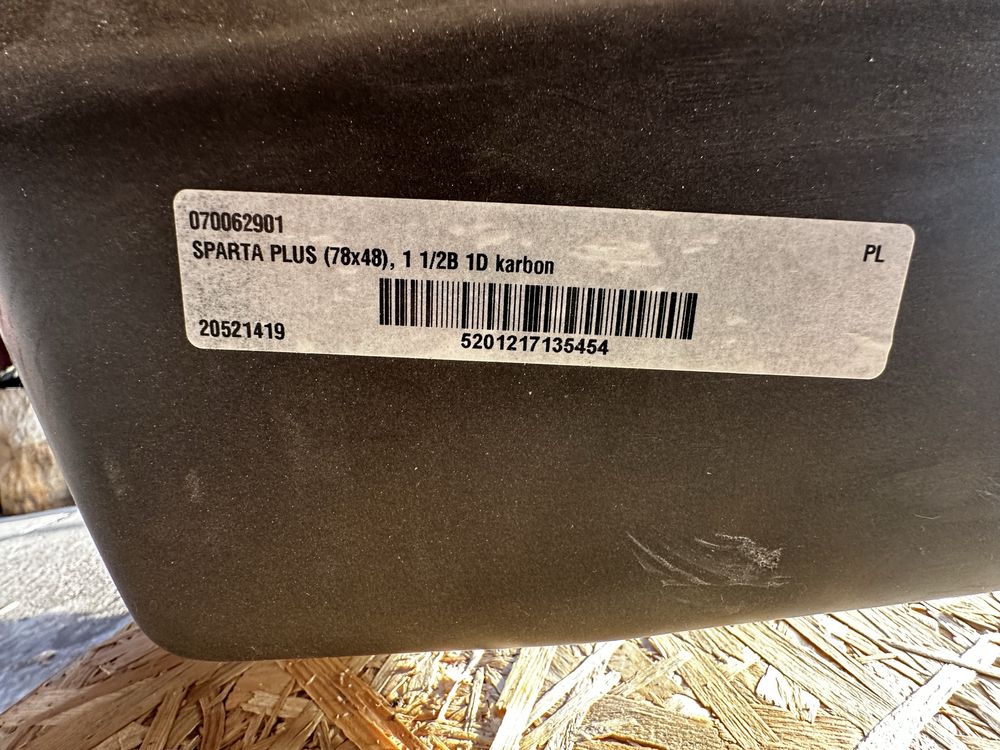 070062901
PL
SPARTA PLUS (78x48), 1 1/2B 1D karbon
20521419
5201217135454